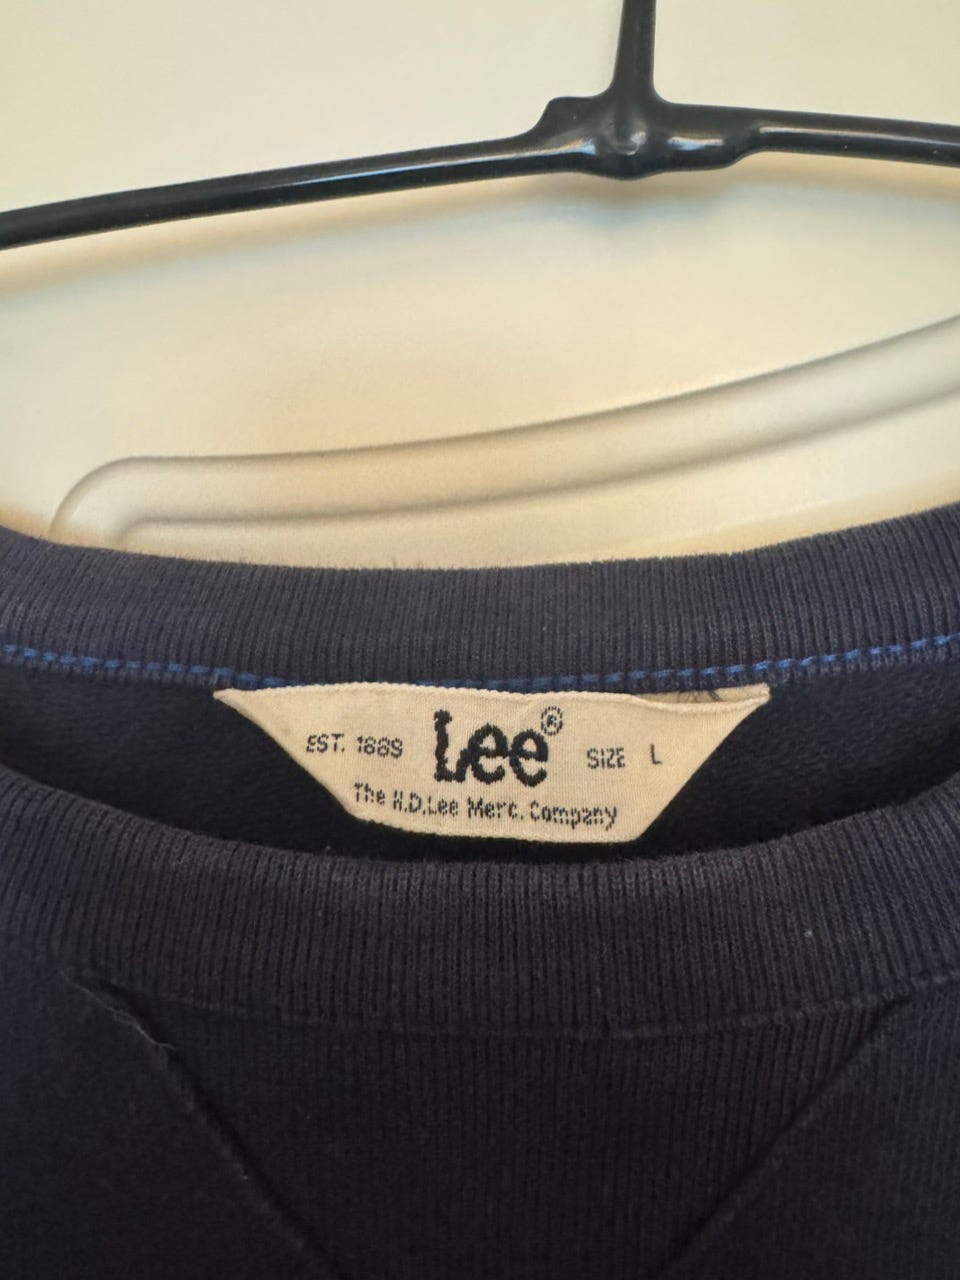 EST. 1889 Lee® SIZE L
The H.D.Lee Merc. Company